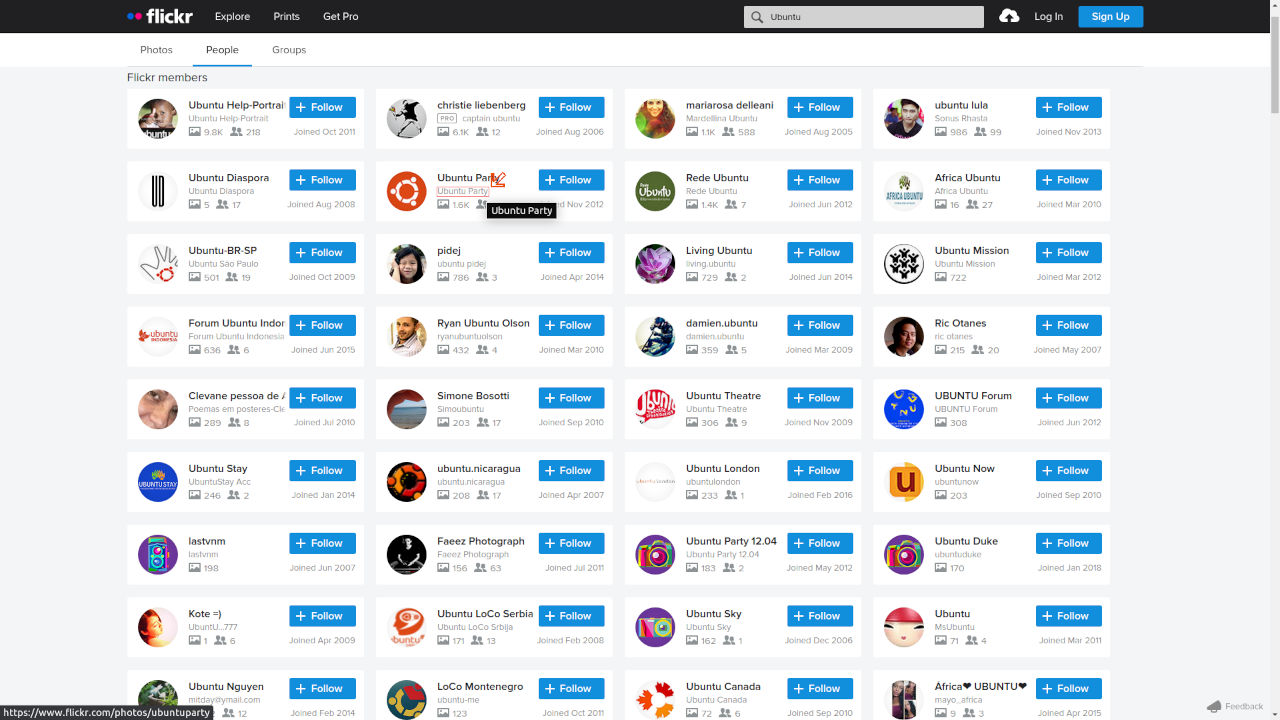 flickr Explore Prints Get Pro Ubuntu Log In Sign Up
Photos People Groups
Flickr members
Ubuntu Help-Portrait Follow christie liebenberg Follow mariarosa delleani Follow ubuntu lula Follow
Ubuntu Help-Portrait PRO captain ubuntu Mardellina Ubuntu Sonus Rhasta
9.8K 218 Joined Oct 2011 6.1K 12 Joined Aug 2006 1.1K 588 Joined Aug 2005 986 99 Joined Nov 2013
Ubuntu Diaspora Follow Ubuntu Party Follow Rede Ubuntu Follow Africa Ubuntu Follow
Ubuntu Diaspora Ubuntu Party Rede Ubuntu Africa Ubuntu
5 17 Joined Aug 2008 1.6K Nov 2012 1.4K 7 Joined Jun 2012 16 27 Joined Mar 2010
Ubuntu Party
Ubuntu-BR-SP Follow pidej Follow Living Ubuntu Follow Ubuntu Mission Follow
Ubuntu São Paulo ubuntu pidej living.ubuntu Ubuntu Mission
501 19 Joined Oct 2009 786 3 Joined Apr 2014 729 2 Joined Jun 2014 722 Joined Mar 2012
Forum Ubuntu Indor Follow Ryan Ubuntu Olson Follow damien.ubuntu Follow Ric Otanes Follow
Forum Ubuntu Indonesia ryanubuntuolson damien.ubuntu ric otanes
636 6 Joined Jun 2015 432 4 Joined Mar 2010 359 5 Joined Mar 2009 215 20 Joined May 2007
Clevane pessoa de A Follow Simone Bosotti Follow Ubuntu Theatre Follow UBUNTU Forum Follow
Poemas em posteres-Cle Simoubuntu Ubuntu Theatre UBUNTU Forum
289 8 Joined Jul 2010 203 17 Joined Sep 2010 306 9 Joined Nov 2009 308 Joined Jun 2012
Ubuntu Stay Follow ubuntu.nicaragua Follow Ubuntu London Follow Ubuntu Now Follow
UbuntuStay Acc ubuntu.nicaragua ubuntulondon ubuntunow
246 2 Joined Jan 2014 208 17 Joined Apr 2007 233 1 Joined Feb 2016 203 Joined Sep 2010
lastvnm Follow Faeez Photograph Follow Ubuntu Party 12.04 Follow Ubuntu Duke Follow
lastvnm Faeez Photograph Ubuntu Party 12.04 ubuntuduke
195 Joined Jun 2007 156 63 Joined Jul 2011 183 2 Joined May 2012 170 Joined Jan 2018
Kote =) Follow Ubuntu LoCo Serbia Follow Ubuntu Sky Follow Ubuntu Follow
UbuntU...777 Ubuntu LoCo Srbija Ubuntu Sky MsUbuntu
1 6 Joined Apr 2009 171 13 Joined Feb 2008 162 1 Joined Dec 2006 71 4 Joined Mar 2011
Ubuntu Nguyen Follow LoCo Montenegro Follow Ubuntu Canada Follow África❤ UBUNTU❤ Follow
mitday@ymail.com ubuntu-me Ubuntu Canada mayo_africa
12 Joined Feb 2014 123 Joined Oct 2011 72 6 Joined Sep 2010 9 3 Joined Apr 2015
https://www.flickr.com/photos/ubuntuparty
Feedback